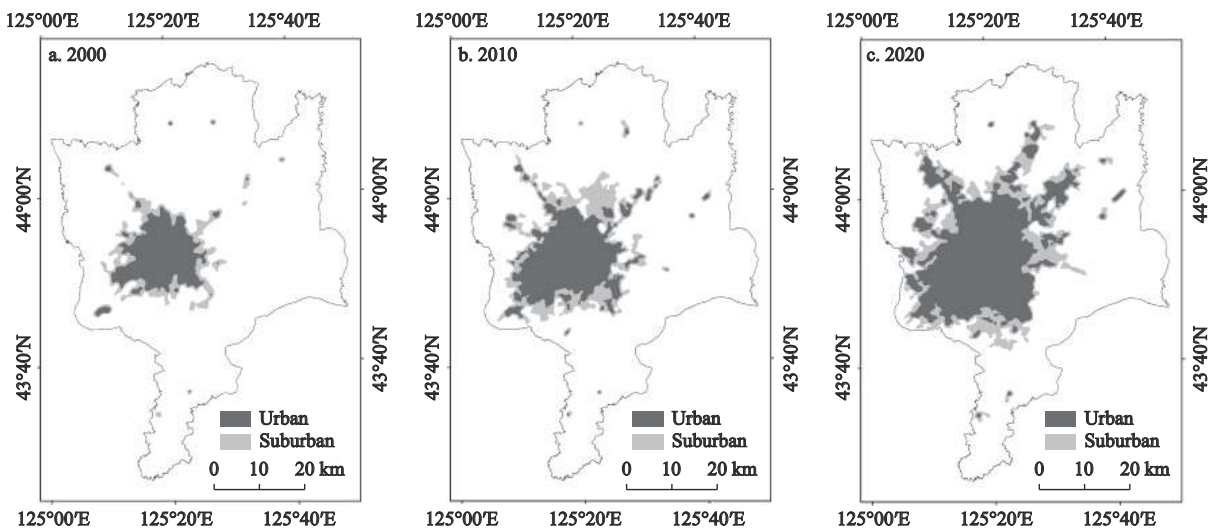 125°00′E 125°20′E 125°40′E 125°00′E 125°20′E 125°40′E 125°00′E 125°20′E 125°40′E
a. 2000
b. 2010
c. 2020
44°00′N 44°00′N 44°00′N 44°00′N 44°00′N 44°00′N
43°40′N 43°40′N 43°40′N 43°40′N 43°40′N 43°40′N
Urban
Suburban
0 10 20 km
Urban
Suburban
0 10 20 km
Urban
Suburban
0 10 20 km
125°00′E 125°20′E 125°40′E 125°00′E 125°20′E 125°40′E 125°00′E 125°20′E 125°40′E